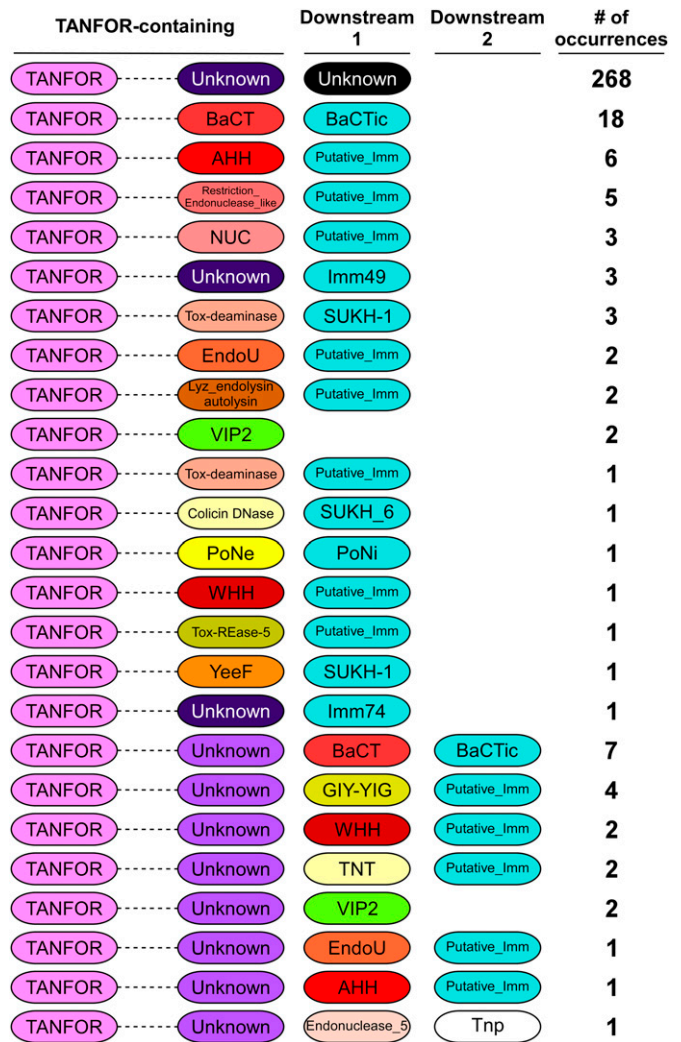 TANFOR-containing Downstream 1 Downstream 2 # of occurrences
TANFOR Unknown Unknown 268
TANFOR BaCT BaCTic 18
TANFOR AHH Putative_Imm 6
TANFOR Restriction_Endonuclease_like Putative_Imm 5
TANFOR NUC Putative_Imm 3
TANFOR Unknown Imm49 3
TANFOR Tox-deaminase SUKH-1 3
TANFOR EndoU Putative_Imm 2
TANFOR Lyz_endolysin autolysin Putative_Imm 2
TANFOR VIP2 2
TANFOR Tox-deaminase Putative_Imm 1
TANFOR Colicin DNase SUKH_6 1
TANFOR PoNe PoNi 1
TANFOR WHH Putative_Imm 1
TANFOR Tox-REase-5 Putative_Imm 1
TANFOR YeeF SUKH-1 1
TANFOR Unknown Imm74 1
TANFOR Unknown BaCT BaCTic 7
TANFOR Unknown GIY-YIG Putative_Imm 4
TANFOR Unknown WHH Putative_Imm 2
TANFOR Unknown TNT Putative_Imm 2
TANFOR Unknown VIP2 2
TANFOR Unknown EndoU Putative_Imm 1
TANFOR Unknown AHH Putative_Imm 1
TANFOR Unknown Endonuclease_5 Tnp 1